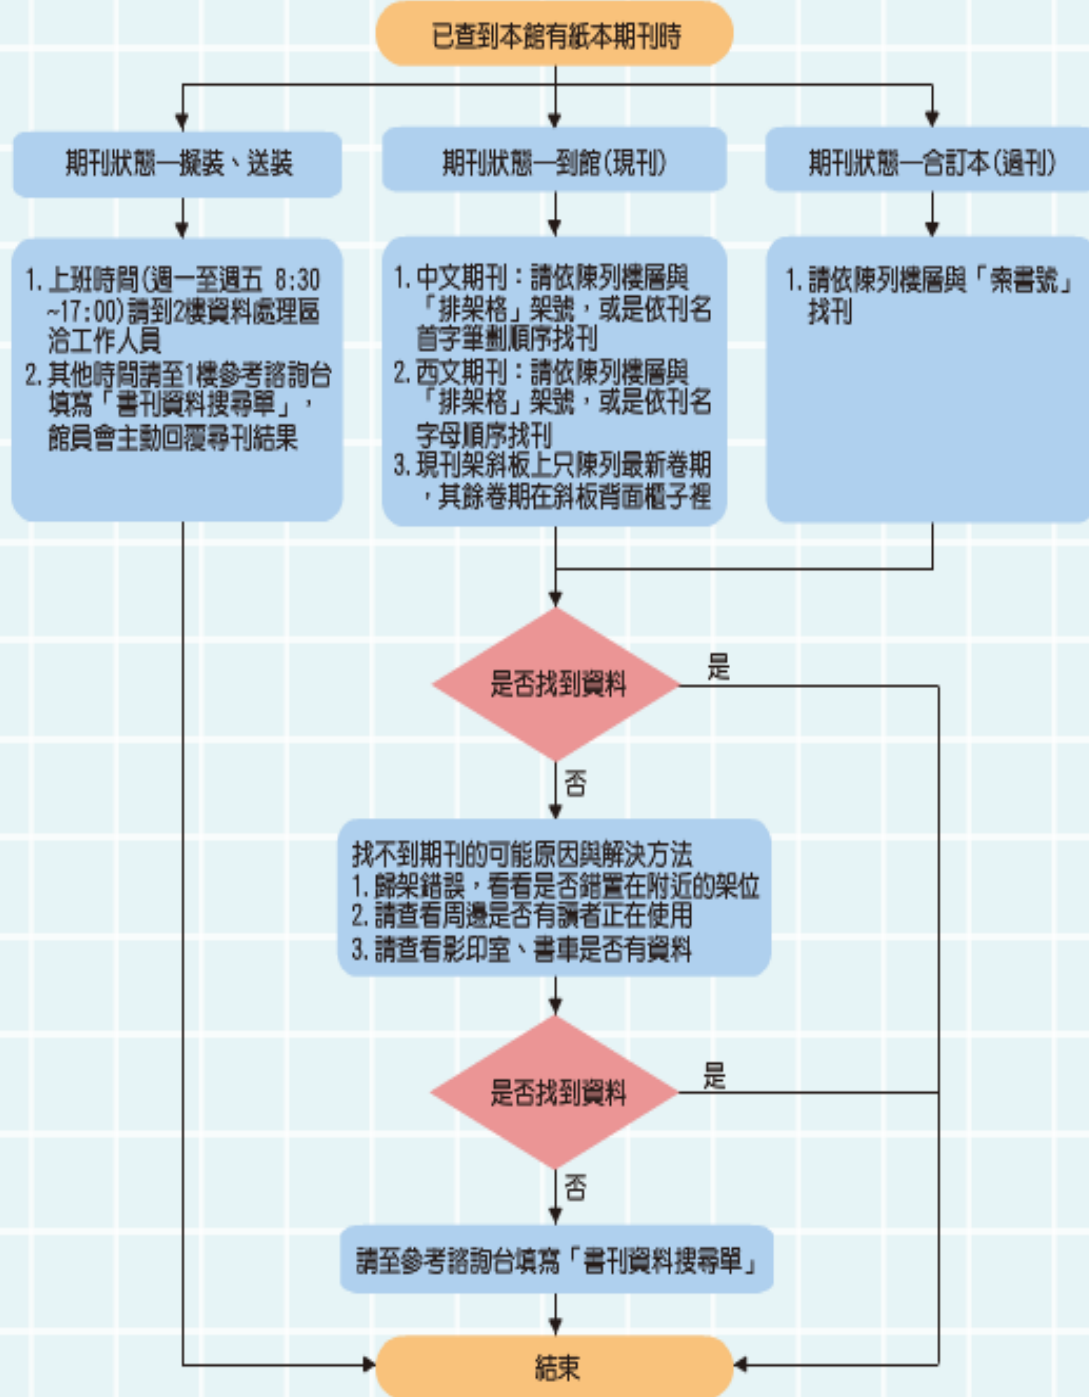 已查到本館有紙本期刊時
期刊狀態—擬裝、送裝
期刊狀態—到館(現刊)
期刊狀態—合訂本(過刊)
1. 上班時間(週一至週五 8:30
~17:00)請到2樓資料處理區
洽工作人員
2. 其他時間請至1樓參考諮詢台
填寫「書刊資料搜尋單」，
館員會主動回覆尋刊結果
1. 中文期刊：請依陳列樓層與
「排架格」架號，或是依刊名
首字筆劃順序找刊
2. 西文期刊：請依陳列樓層與
「排架格」架號，或是依刊名
字母順序找刊
3. 現刊架斜板上只陳列最新卷期
，其餘卷期在斜板背面櫃子裡
1. 請依陳列樓層與「索書號」
找刊
是否找到資料
是
否
找不到期刊的可能原因與解決方法
1. 歸架錯誤，看看是否錯置在附近的架位
2. 請查看周邊是否有讀者正在使用
3. 請查看影印室、書車是否有資料
是否找到資料
是
否
請至參考諮詢台填寫「書刊資料搜尋單」
結束